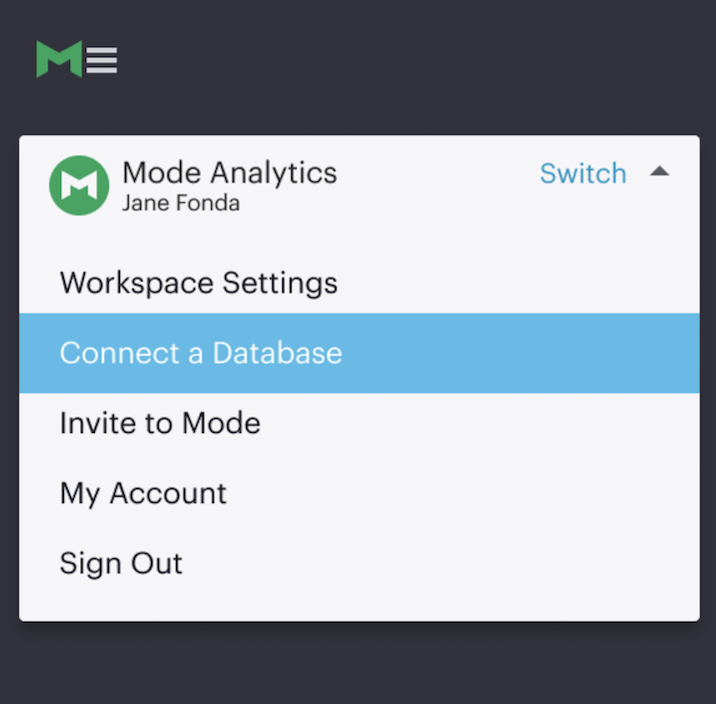 Mode Analytics
Jane Fonda
Switch
Workspace Settings
Connect a Database
Invite to Mode
My Account
Sign Out